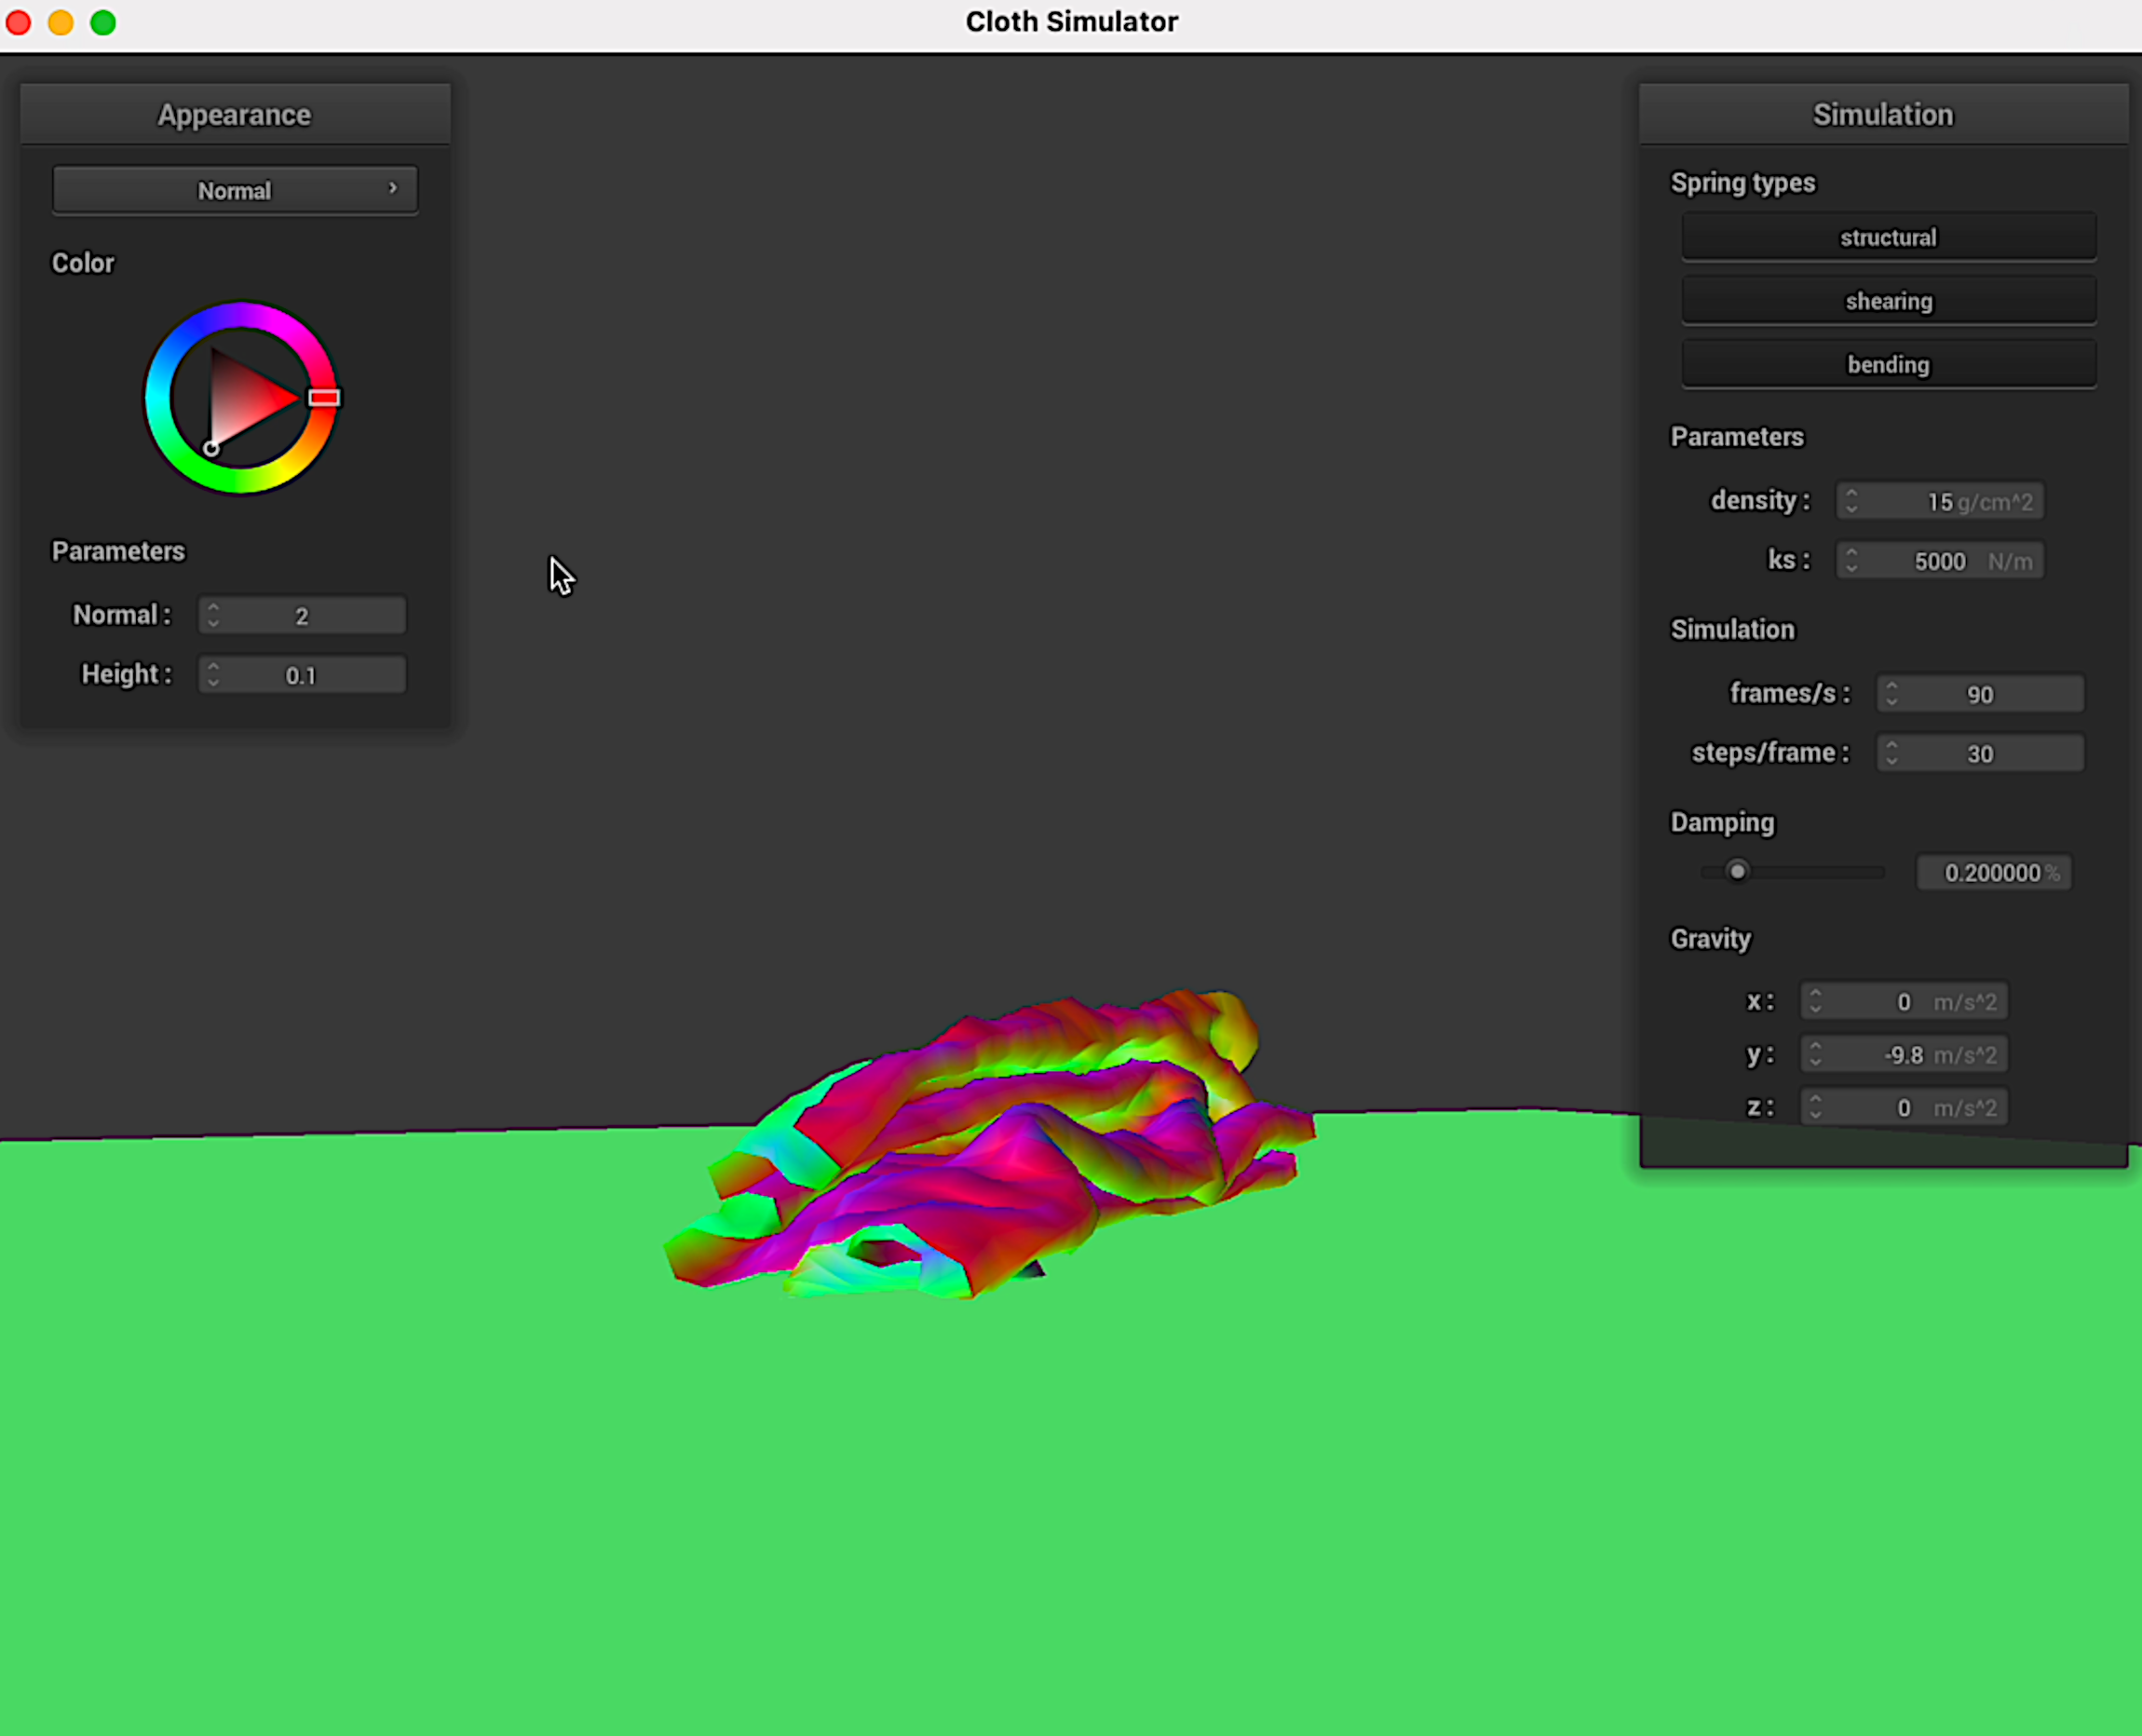 Cloth Simulator
Appearance
Normal
Color
Parameters
Normal : 2
Height : 0.1
Simulation
Spring types
structural
shearing
bending
Parameters
density : 15 g/cm^2
ks : 5000 N/m
Simulation
frames/s : 90
steps/frame : 30
Damping
0.200000 %
Gravity
x : 0 m/s^2
y : -9.8 m/s^2
z : 0 m/s^2